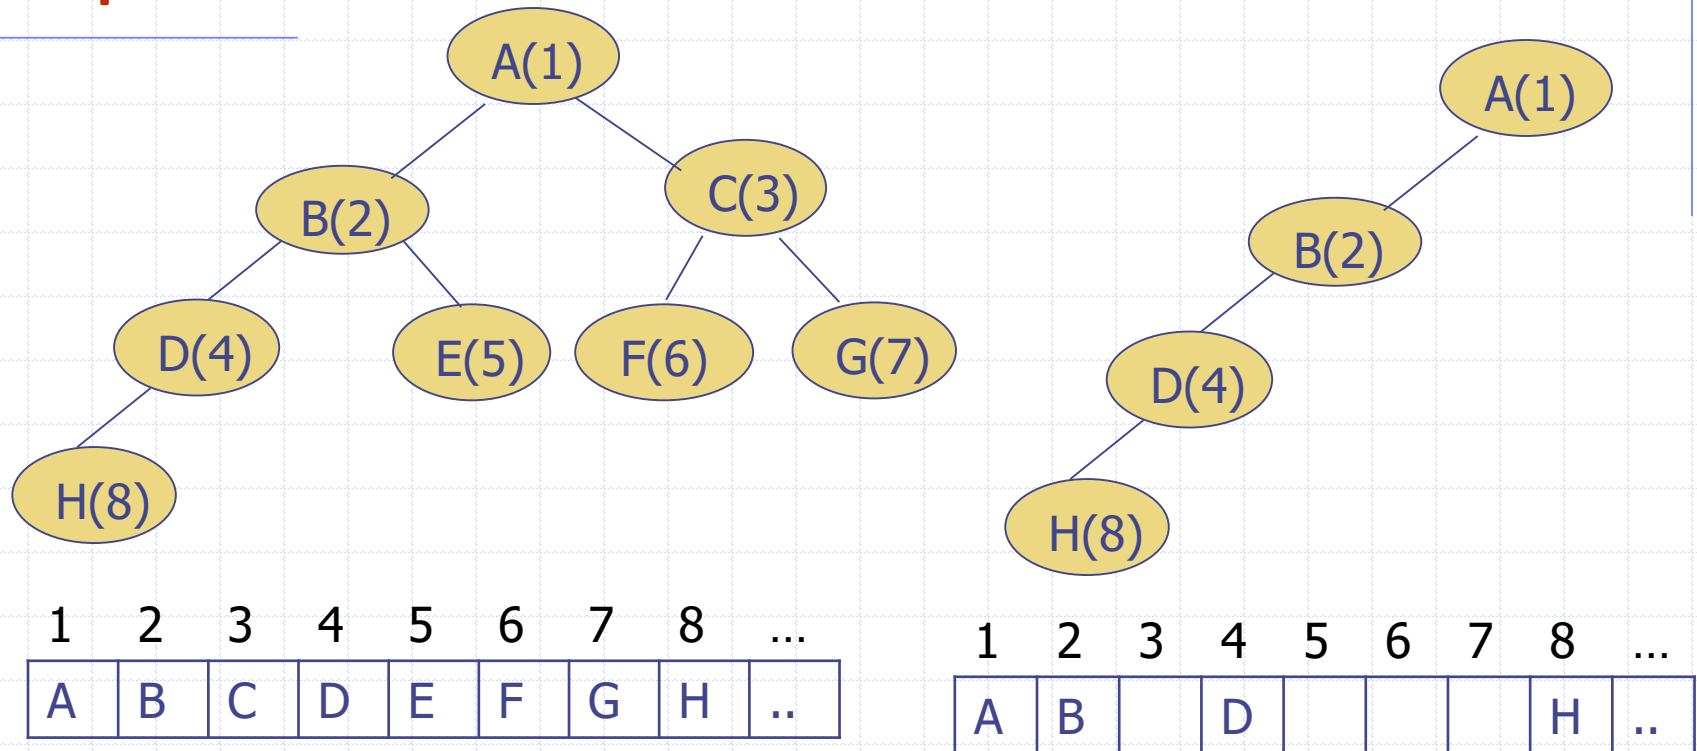 A(1)
B(2)
C(3)
D(4)
E(5)
F(6)
G(7)
H(8)
1 2 3 4 5 6 7 8 ...
A B C D E F G H ..
A(1)
B(2)
D(4)
H(8)
1 2 3 4 5 6 7 8 ...
A B D H ..